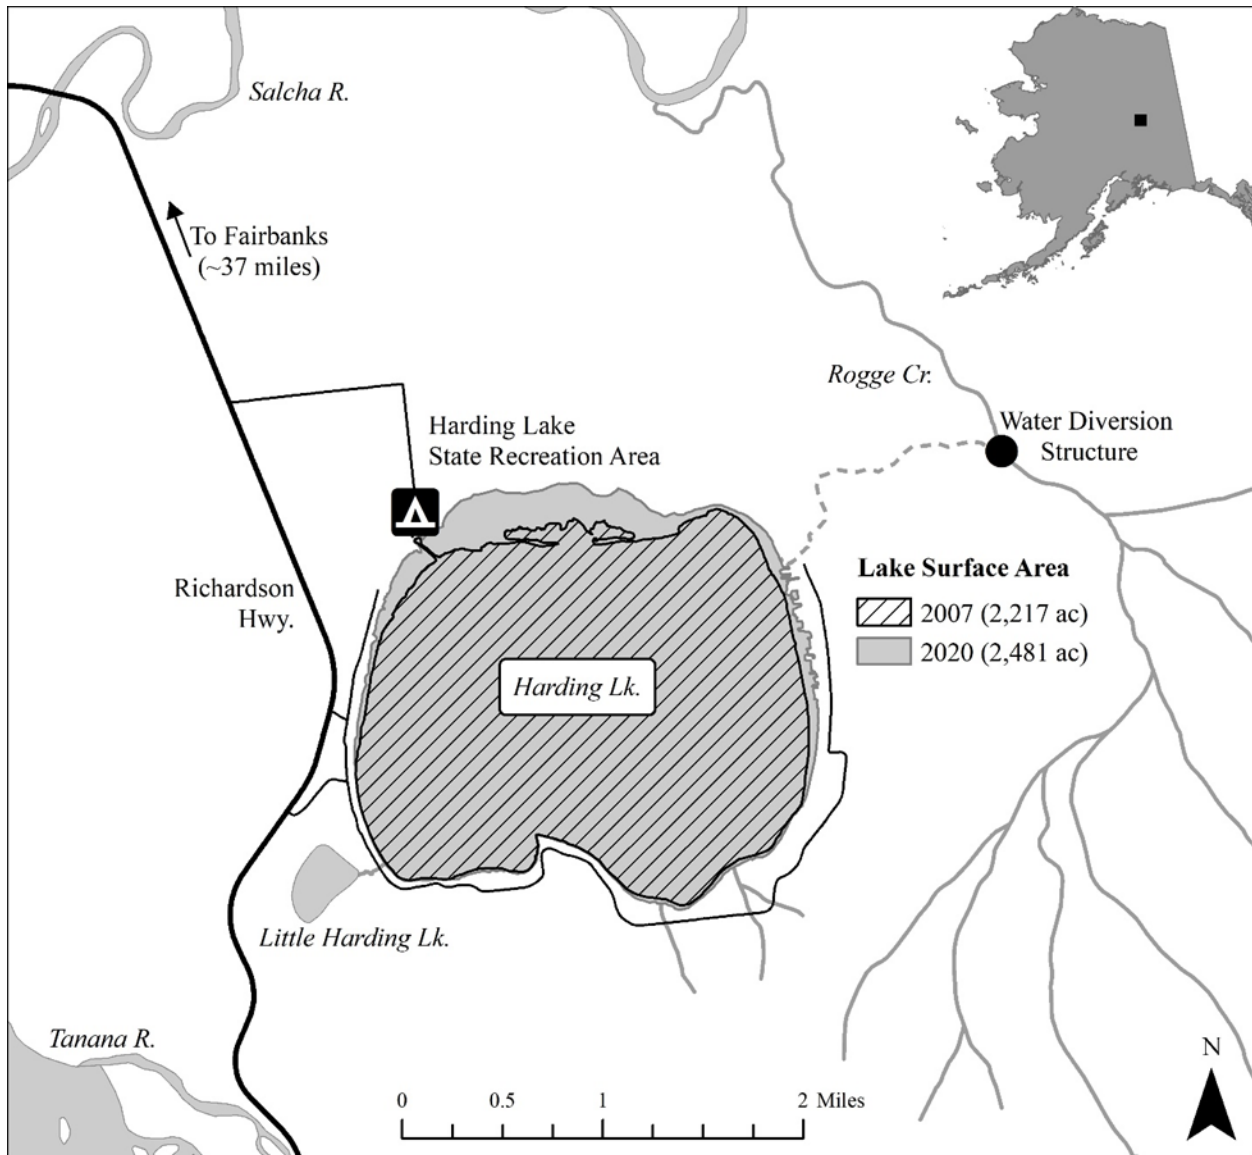 Salcha R.
To Fairbanks
(~37 miles)
Rogge Cr.
Water Diversion
Structure
Harding Lake
State Recreation Area
Richardson
Hwy.
Lake Surface Area
2007 (2,217 ac)
2020 (2,481 ac)
Harding Lk.
Little Harding Lk.
Tanana R.
N
0 0.5 1 2 Miles